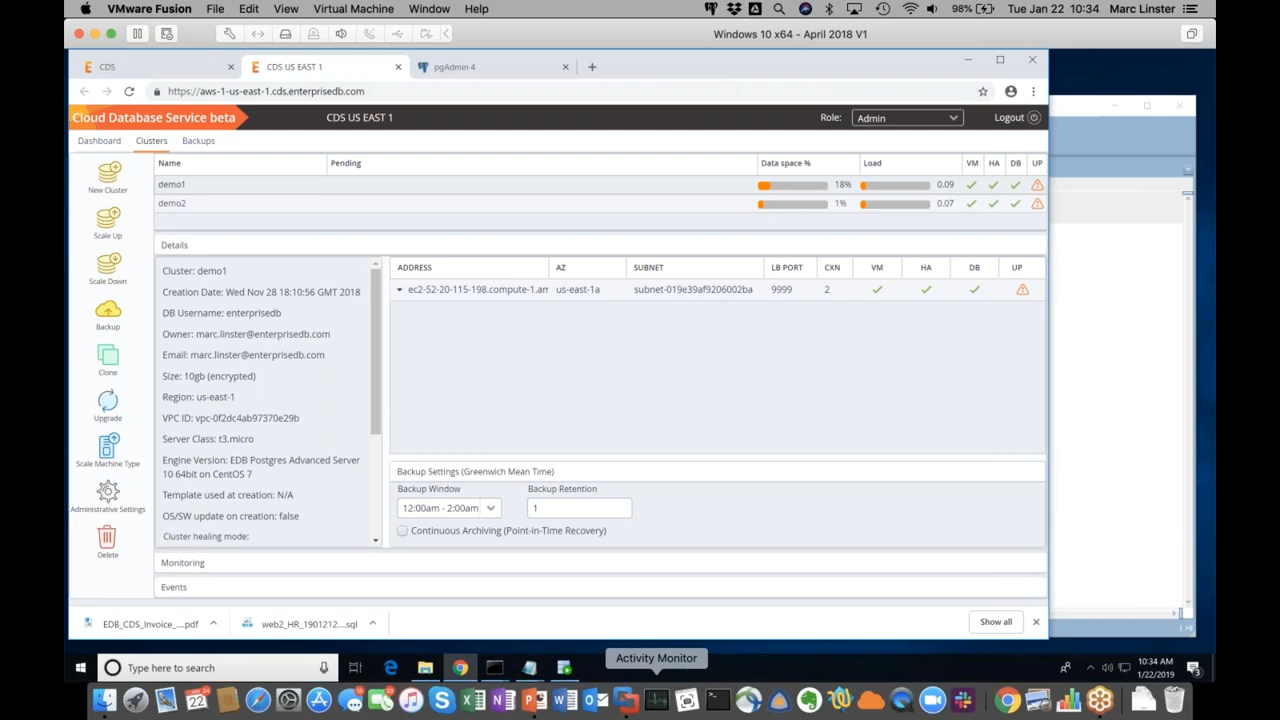 VMware Fusion File Edit View Virtual Machine Window Help 98% Tue Jan 22 10:34 Marc Linster
Windows 10 x64 - April 2018 V1
CDS CDS US EAST 1 pgAdmin 4
https://aws-1-us-east-1.cds.enterprisedb.com
Cloud Database Service beta CDS US EAST 1 Role: Admin Logout
Dashboard Clusters Backups
Name Pending Data space % Load VM HA DB UP
demo1 18% 0.09
demo2 1% 0.07
New Cluster
Scale Up
Scale Down
Backup
Clone
Upgrade
Scale Machine Type
Administrative Settings
Delete
Details
Cluster: demo1
Creation Date: Wed Nov 28 18:10:56 GMT 2018
DB Username: enterprisedb
Owner: marc.linster@enterprisedb.com
Email: marc.linster@enterprisedb.com
Size: 10gb (encrypted)
Region: us-east-1
VPC ID: vpc-0f2dc4ab97370e29b
Server Class: t3.micro
Engine Version: EDB Postgres Advanced Server
10 64bit on CentOS 7
Template used at creation: N/A
OS/SW update on creation: false
Cluster healing mode:
ADDRESS AZ SUBNET LB PORT CXN VM HA DB UP
ec2-52-20-115-198.compute-1.am us-east-1a subnet-019e39af9206002ba 9999 2
Backup Settings (Greenwich Mean Time)
Backup Window Backup Retention
12:00am - 2:00am 1
Continuous Archiving (Point-in-Time Recovery)
Monitoring
Events
EDB_CDS_Invoice_....pdf web2_HR_1901212....sql Show all
Type here to search
Activity Monitor
10:34 AM
1/22/2019